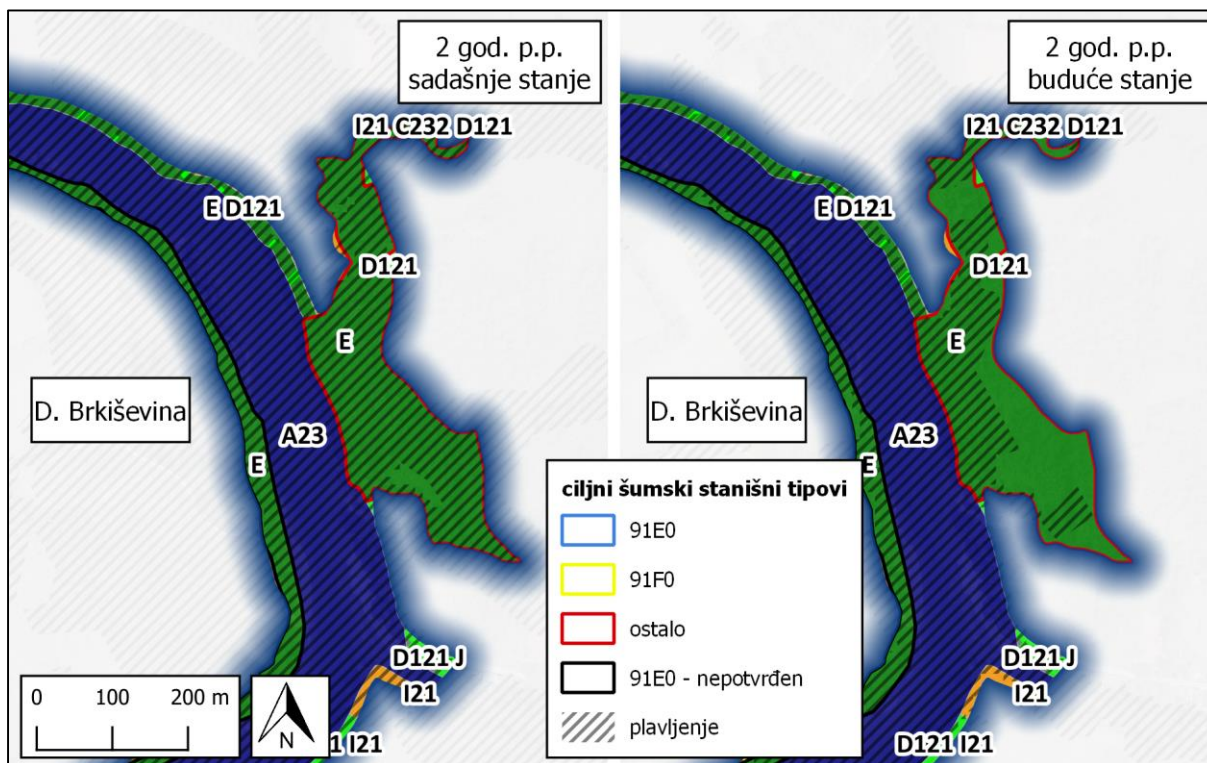 2 god. p.p.
sadašnje stanje
I21 C232 D121
E D121
D121
E
D. Brkiševina
A23
E
D121 J
I21
0 100 200 m
N
1 I21
2 god. p.p.
buduće stanje
I21 C232 D121
E D121
D121
E
D. Brkiševina
A23
E
ciljni šumski stanišni tipovi
91E0
91F0
ostalo
91E0 - nepotvrđen
plavljenje
D121 J
I21
D121 I21